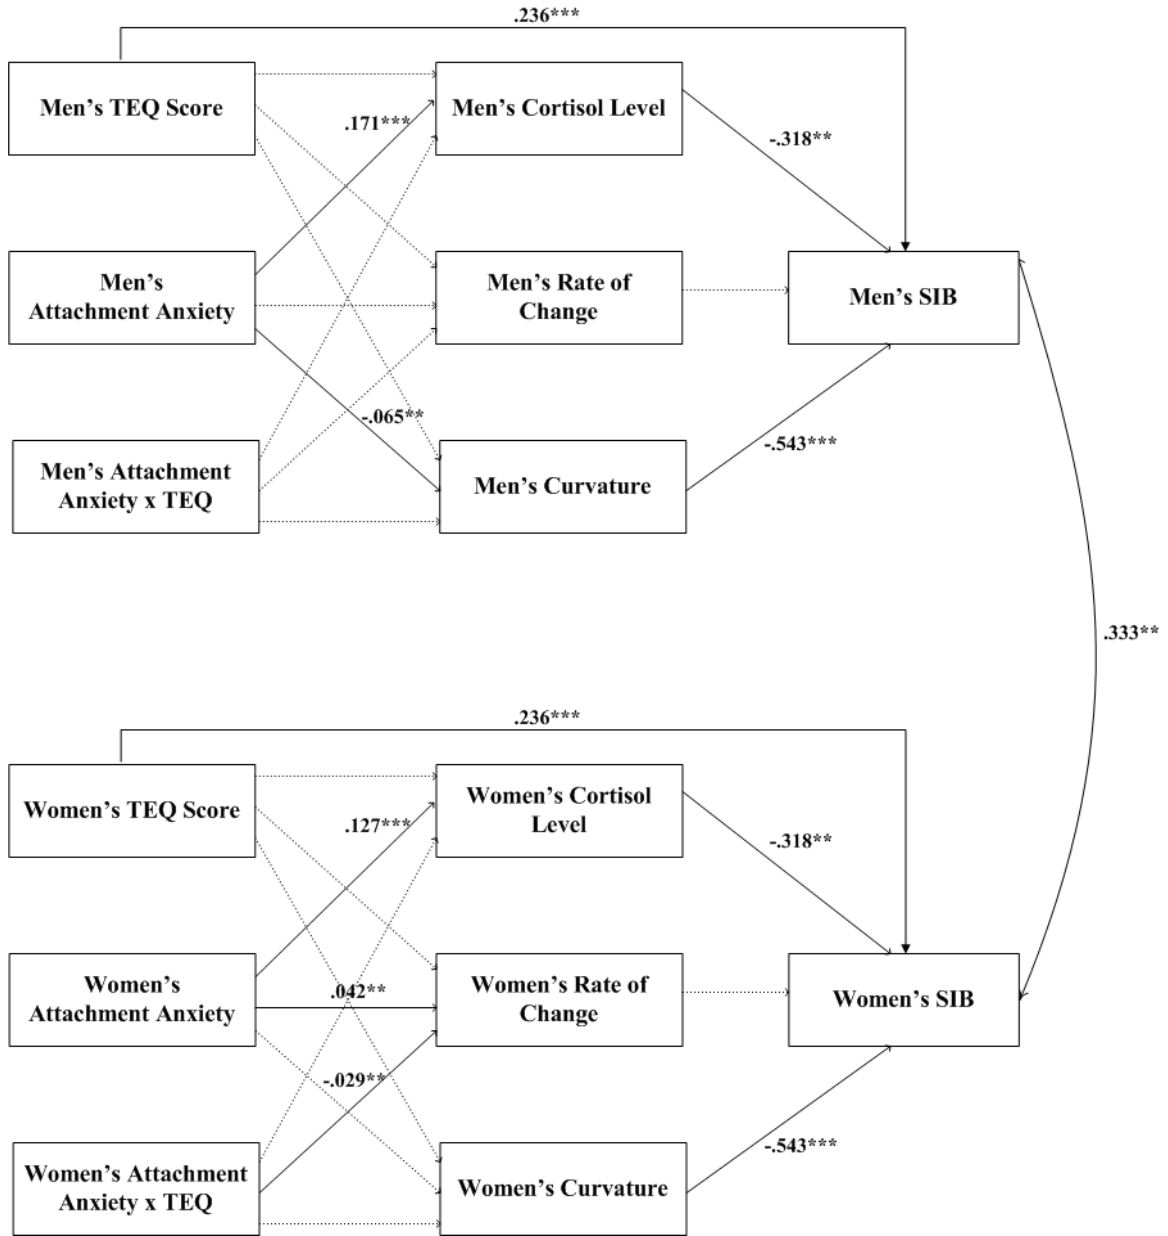 .236***
Men's TEQ Score
Men's Cortisol Level
.171***
-.318**
Men's
Attachment Anxiety
Men's Rate of
Change
Men's SIB
-.065**
Men's Attachment
Anxiety x TEQ
Men's Curvature
-.543***
.333**
.236***
Women's TEQ Score
Women's Cortisol
Level
.127***
-.318**
Women's
Attachment Anxiety
.042**
Women's Rate of
Change
Women's SIB
-.029**
Women's Attachment
Anxiety x TEQ
Women's Curvature
-.543***